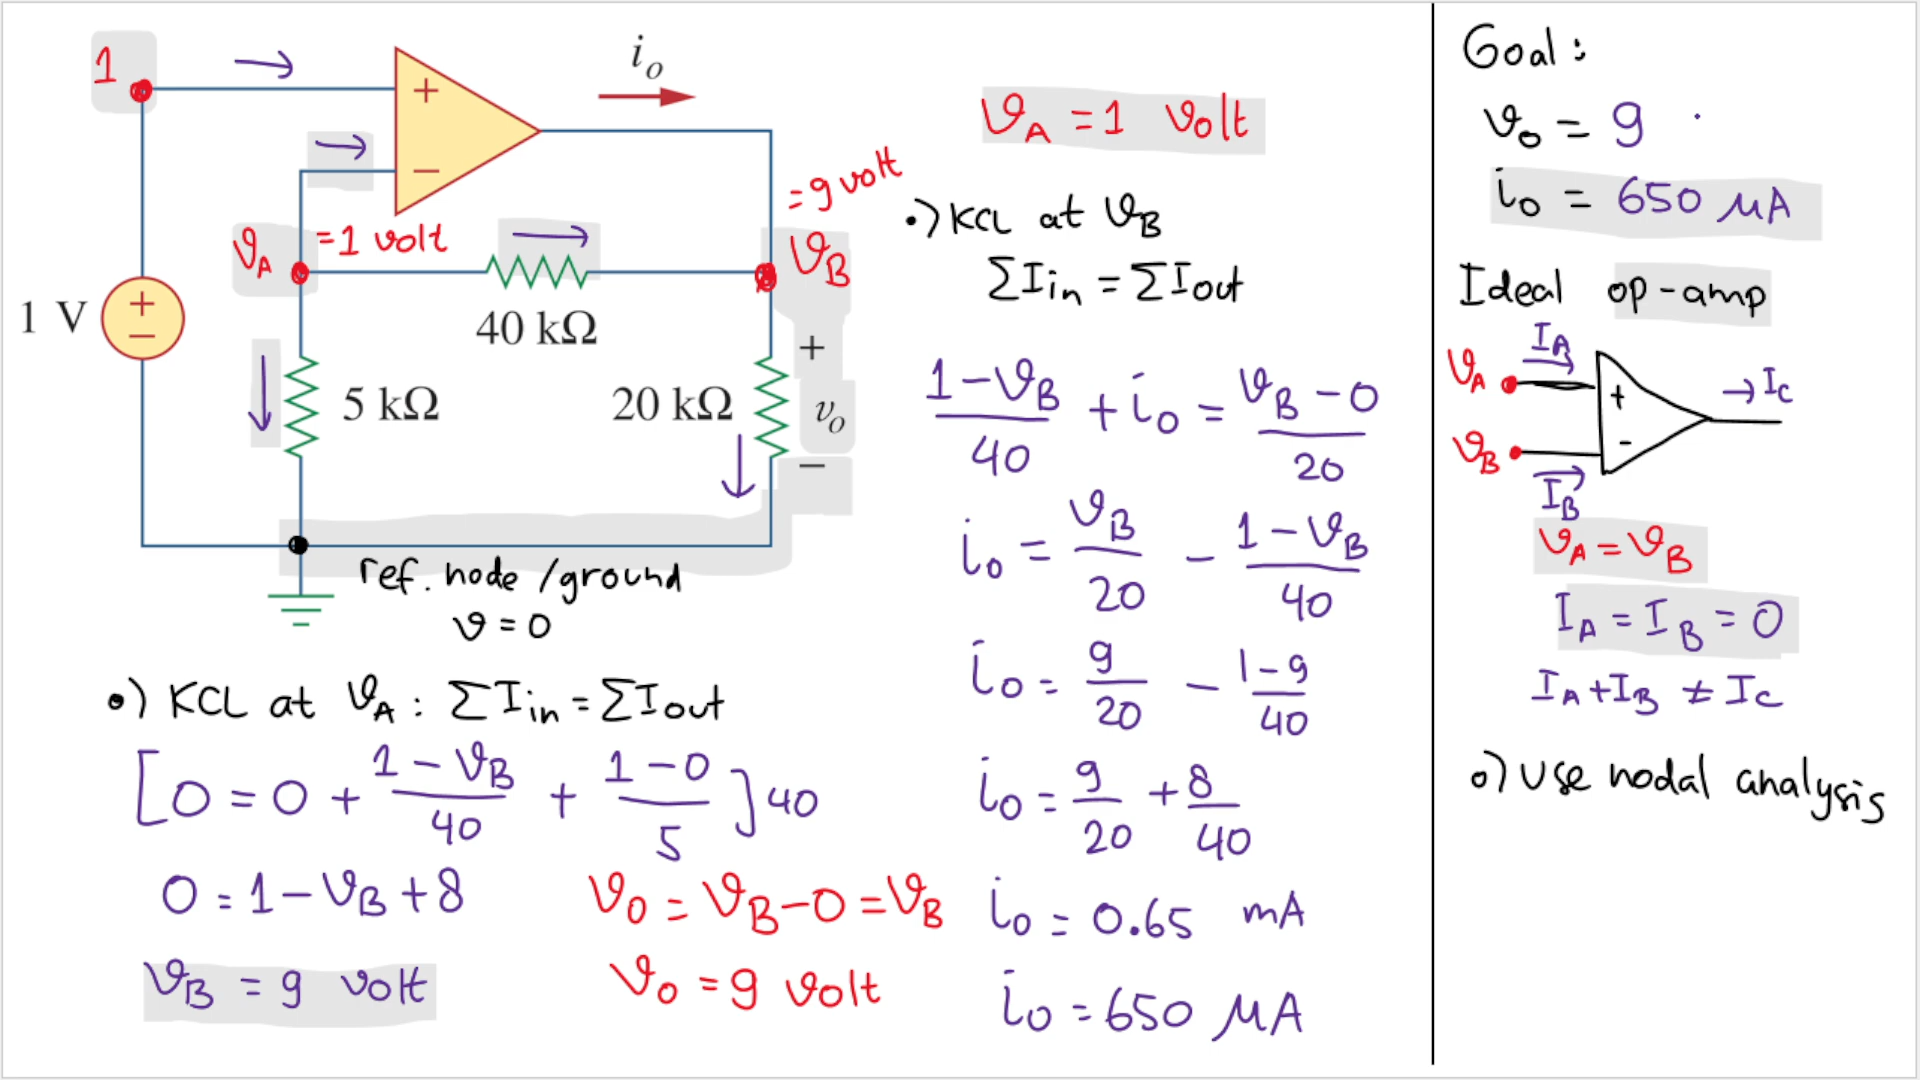 1
+
−
i_o
v_A = 1 volt
= 9 volt
v_B
1 V
+
−
40 kΩ
5 kΩ
20 kΩ
+
v_o
−
ref. node / ground
v = 0
•) KCL at v_A : ΣI_in = ΣI_out
[0 = 0 + (1 − v_B)/40 + (1 − 0)/5] 40
0 = 1 − v_B + 8
v_B = 9 volt
v_o = v_B − 0 = v_B
v_o = 9 volt
v_A = 1 volt
•) KCL at v_B
ΣI_in = ΣI_out
(1 − v_B)/40 + i_o = (v_B − 0)/20
i_o = v_B/20 − (1 − v_B)/40
i_o = 9/20 − (1 − 9)/40
i_o = 9/20 + 8/40
i_o = 0.65 mA
i_o = 650 μA
Goal :
v_o = 9
i_o = 650 μA
Ideal op-amp
v_A I_A + → I_C
v_B I_B -
v_A = v_B
I_A = I_B = 0
I_A + I_B ≠ I_C
o) Use nodal analysis